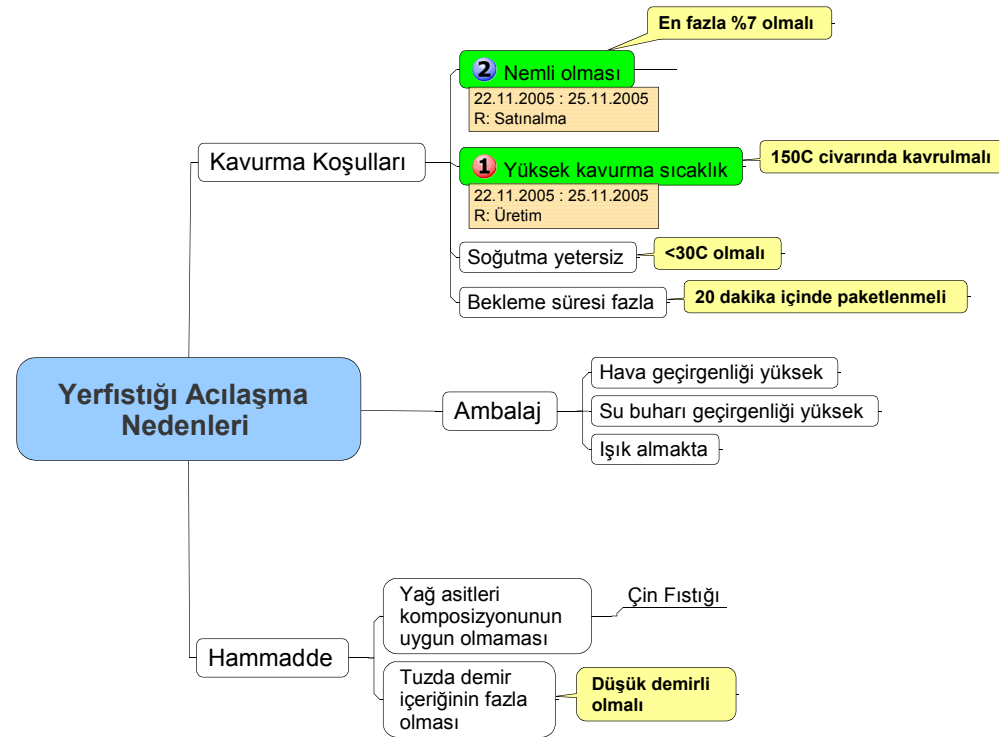 En fazla %7 olmalı
2 Nemli olması
22.11.2005 : 25.11.2005
R: Satınalma
Kavurma Koşulları
1 Yüksek kavurma sıcaklık
150C civarında kavrulmalı
22.11.2005 : 25.11.2005
R: Üretim
Soğutma yetersiz
<30C olmalı
Bekleme süresi fazla
20 dakika içinde paketlenmeli
Yerfıstığı Acılaşma
Nedenleri
Ambalaj
Hava geçirgenliği yüksek
Su buharı geçirgenliği yüksek
Işık almakta
Hammadde
Yağ asitleri
komposizyonunun
uygun olmaması
Çin Fıstığı
Tuzda demir
içeriğinin fazla
olması
Düşük demirli
olmalı